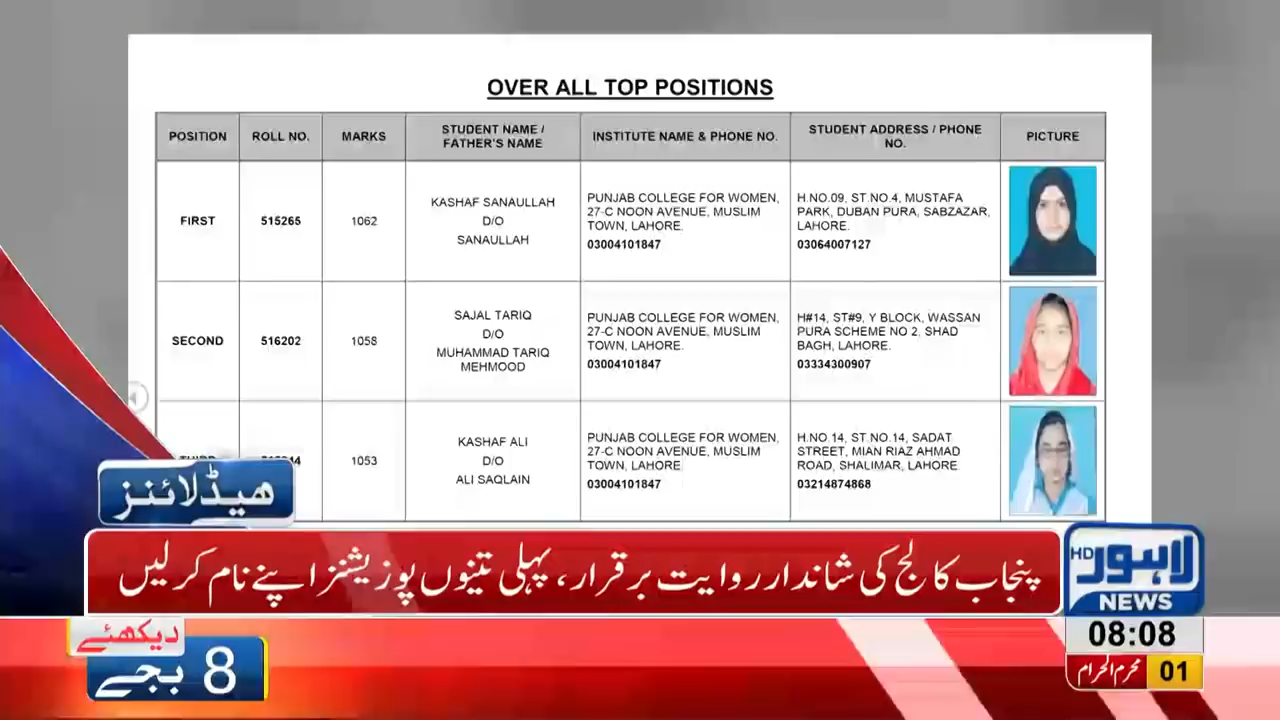 OVER ALL TOP POSITIONS
POSITION ROLL NO. MARKS STUDENT NAME / FATHER'S NAME INSTITUTE NAME & PHONE NO. STUDENT ADDRESS / PHONE NO. PICTURE
FIRST
515265
1062
KASHAF SANAULLAH
D/O
SANAULLAH
PUNJAB COLLEGE FOR WOMEN,
27-C NOON AVENUE, MUSLIM
TOWN, LAHORE.
03004101847
H.NO.09, ST.NO.4, MUSTAFA
PARK, DUBAN PURA, SABZAZAR,
LAHORE.
03064007127
SECOND
516202
1058
SAJAL TARIQ
D/O
MUHAMMAD TARIQ
MEHMOOD
PUNJAB COLLEGE FOR WOMEN,
27-C NOON AVENUE, MUSLIM
TOWN, LAHORE.
03004101847
H#14, ST#9, Y BLOCK, WASSAN
PURA SCHEME NO 2, SHAD
BAGH, LAHORE.
03334300907
1053
KASHAF ALI
D/O
ALI SAQLAIN
PUNJAB COLLEGE FOR WOMEN,
27-C NOON AVENUE, MUSLIM
TOWN, LAHORE
03004101847
H.NO.14, ST.NO.14, SADAT
STREET, MIAN RIAZ AHMAD
ROAD, SHALIMAR, LAHORE
03214874868
ہیڈلائنز
پنجاب کالج کی شاندار روایت برقرار، پہلی تینوں پوزیشنز اپنے نام کرلیں
لاہور HD
NEWS
08:08
محرم الحرام 01
دیکھئے
8 بجے